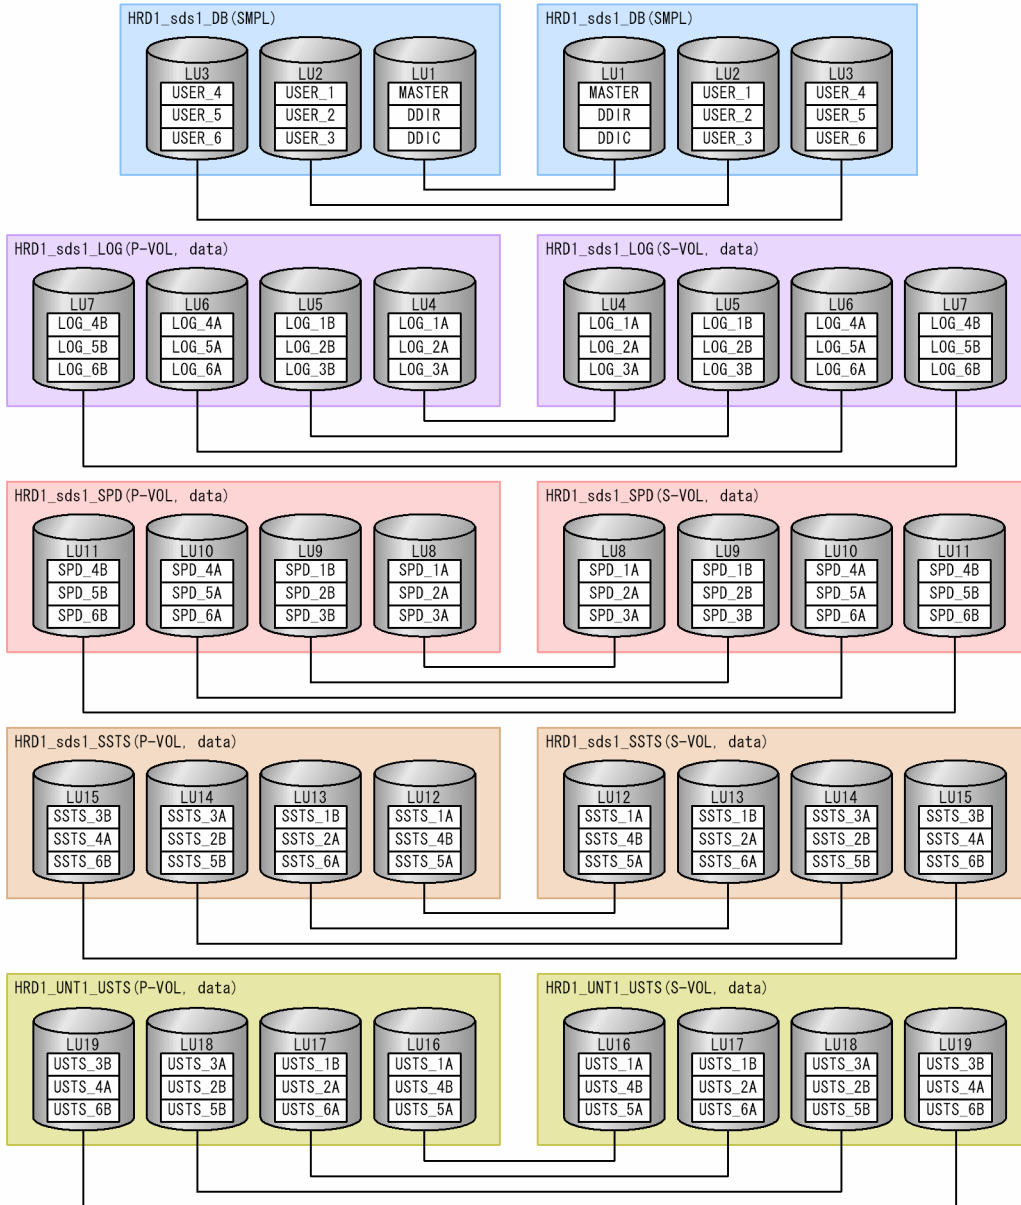 HRD1_sds1_DB(SMPL)
LU3
USER_4
USER_5
USER_6
LU2
USER_1
USER_2
USER_3
LU1
MASTER
DDIR
DDIC
HRD1_sds1_DB(SMPL)
LU1
MASTER
DDIR
DDIC
LU2
USER_1
USER_2
USER_3
LU3
USER_4
USER_5
USER_6
HRD1_sds1_LOG(P-VOL, data)
LU7
LOG_4B
LOG_5B
LOG_6B
LU6
LOG_4A
LOG_5A
LOG_6A
LU5
LOG_1B
LOG_2B
LOG_3B
LU4
LOG_1A
LOG_2A
LOG_3A
HRD1_sds1_LOG(S-VOL, data)
LU4
LOG_1A
LOG_2A
LOG_3A
LU5
LOG_1B
LOG_2B
LOG_3B
LU6
LOG_4A
LOG_5A
LOG_6A
LU7
LOG_4B
LOG_5B
LOG_6B
HRD1_sds1_SPD(P-VOL, data)
LU11
SPD_4B
SPD_5B
SPD_6B
LU10
SPD_4A
SPD_5A
SPD_6A
LU9
SPD_1B
SPD_2B
SPD_3B
LU8
SPD_1A
SPD_2A
SPD_3A
HRD1_sds1_SPD(S-VOL, data)
LU8
SPD_1A
SPD_2A
SPD_3A
LU9
SPD_1B
SPD_2B
SPD_3B
LU10
SPD_4A
SPD_5A
SPD_6A
LU11
SPD_4B
SPD_5B
SPD_6B
HRD1_sds1_SSTS(P-VOL, data)
LU15
SSTS_3B
SSTS_4A
SSTS_6B
LU14
SSTS_3A
SSTS_2B
SSTS_5B
LU13
SSTS_1B
SSTS_2A
SSTS_6A
LU12
SSTS_1A
SSTS_4B
SSTS_5A
HRD1_sds1_SSTS(S-VOL, data)
LU12
SSTS_1A
SSTS_4B
SSTS_5A
LU13
SSTS_1B
SSTS_2A
SSTS_6A
LU14
SSTS_3A
SSTS_2B
SSTS_5B
LU15
SSTS_3B
SSTS_4A
SSTS_6B
HRD1_UNT1_USTS(P-VOL, data)
LU19
USTS_3B
USTS_4A
USTS_6B
LU18
USTS_3A
USTS_2B
USTS_5B
LU17
USTS_1B
USTS_2A
USTS_6A
LU16
USTS_1A
USTS_4B
USTS_5A
HRD1_UNT1_USTS(S-VOL, data)
LU16
USTS_1A
USTS_4B
USTS_5A
LU17
USTS_1B
USTS_2A
USTS_6A
LU18
USTS_3A
USTS_2B
USTS_5B
LU19
USTS_3B
USTS_4A
USTS_6B